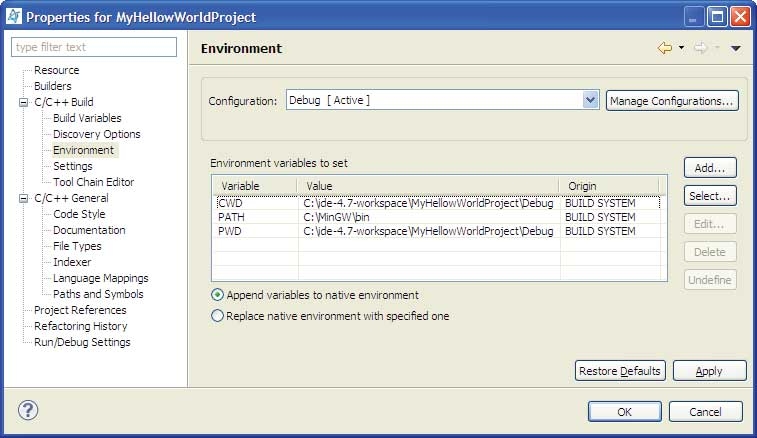 Properties for MyHellowWorldProject
type filter text
Resource
Builders
C/C++ Build
Build Variables
Discovery Options
Environment
Settings
Tool Chain Editor
C/C++ General
Code Style
Documentation
File Types
Indexer
Language Mappings
Paths and Symbols
Project References
Refactoring History
Run/Debug Settings
Environment
Configuration: Debug [ Active ] Manage Configurations...
Environment variables to set
Variable Value Origin
CWD C:\ide-4.7-workspace\MyHellowWorldProject\Debug BUILD SYSTEM
PATH C:\MinGW\bin BUILD SYSTEM
PWD C:\ide-4.7-workspace\MyHellowWorldProject\Debug BUILD SYSTEM
Add...
Select...
Edit...
Delete
Undefine
Append variables to native environment
Replace native environment with specified one
Restore Defaults Apply
? OK Cancel